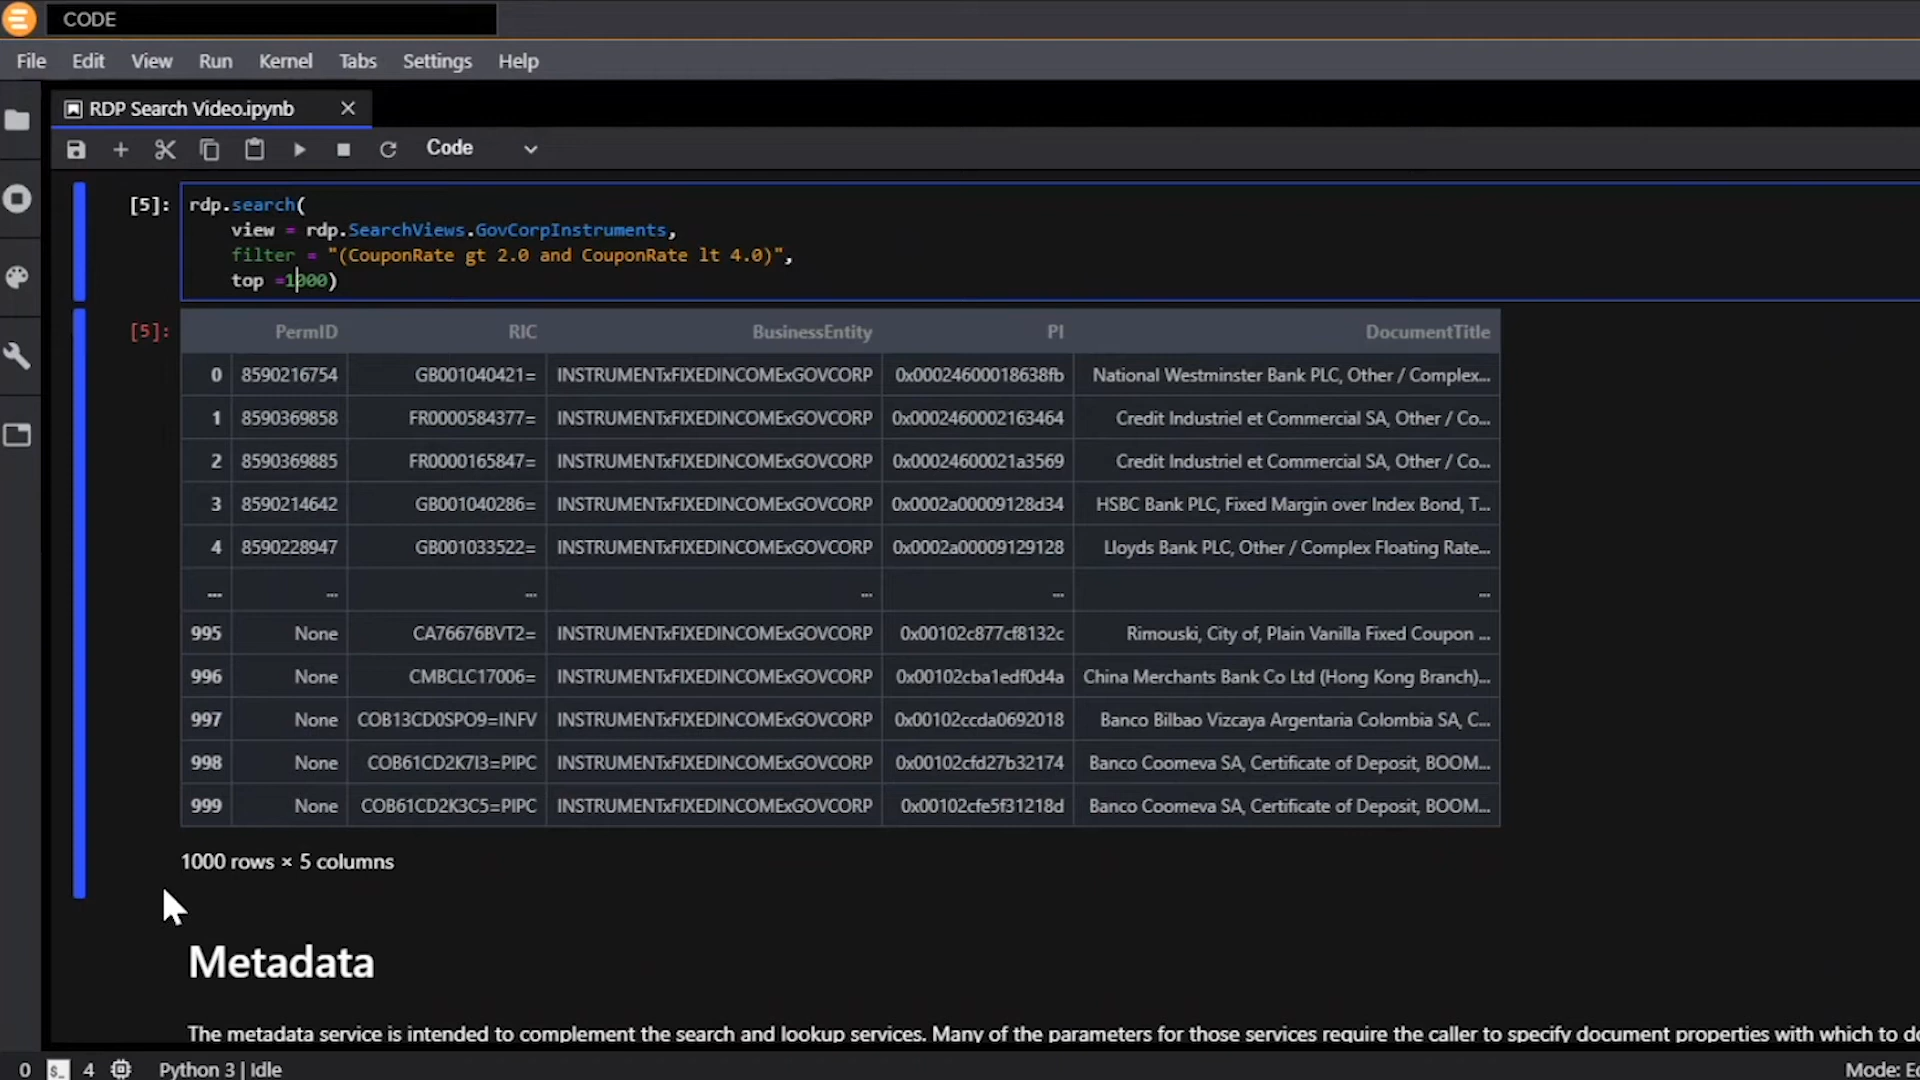 CODE
File Edit View Run Kernel Tabs Settings Help
RDP Search Video.ipynb
Code
[5]: rdp.search(
view = rdp.SearchViews.GovCorpInstruments,
filter = "(CouponRate gt 2.0 and CouponRate lt 4.0)",
top =1000)
[5]: PermID RIC BusinessEntity PI DocumentTitle
0 8590216754 GB001040421= INSTRUMENTxFIXEDINCOMExGOVCORP 0x00024600018638fb National Westminster Bank PLC, Other / Complex...
1 8590369858 FR0000584377= INSTRUMENTxFIXEDINCOMExGOVCORP 0x0002460002163464 Credit Industriel et Commercial SA, Other / Co...
2 8590369885 FR0000165847= INSTRUMENTxFIXEDINCOMExGOVCORP 0x00024600021a3569 Credit Industriel et Commercial SA, Other / Co...
3 8590214642 GB001040286= INSTRUMENTxFIXEDINCOMExGOVCORP 0x0002a00009128d34 HSBC Bank PLC, Fixed Margin over Index Bond, T...
4 8590228947 GB001033522= INSTRUMENTxFIXEDINCOMExGOVCORP 0x0002a00009129128 Lloyds Bank PLC, Other / Complex Floating Rate...
... ... ... ... ... ...
995 None CA76676BVT2= INSTRUMENTxFIXEDINCOMExGOVCORP 0x00102c877cf8132c Rimouski, City of, Plain Vanilla Fixed Coupon ...
996 None CMBCLC17006= INSTRUMENTxFIXEDINCOMExGOVCORP 0x00102cba1edf0d4a China Merchants Bank Co Ltd (Hong Kong Branch)...
997 None COB13CD0SPO9=INFV INSTRUMENTxFIXEDINCOMExGOVCORP 0x00102ccda0692018 Banco Bilbao Vizcaya Argentaria Colombia SA, C...
998 None COB61CD2K7I3=PIPC INSTRUMENTxFIXEDINCOMExGOVCORP 0x00102cfd27b32174 Banco Coomeva SA, Certificate of Deposit, BOOM...
999 None COB61CD2K3C5=PIPC INSTRUMENTxFIXEDINCOMExGOVCORP 0x00102cfe5f31218d Banco Coomeva SA, Certificate of Deposit, BOOM...
1000 rows × 5 columns
Metadata
The metadata service is intended to complement the search and lookup services. Many of the parameters for those services require the caller to specify document properties with which to do
0 $_ 4 Python 3 | Idle Mode: Ec